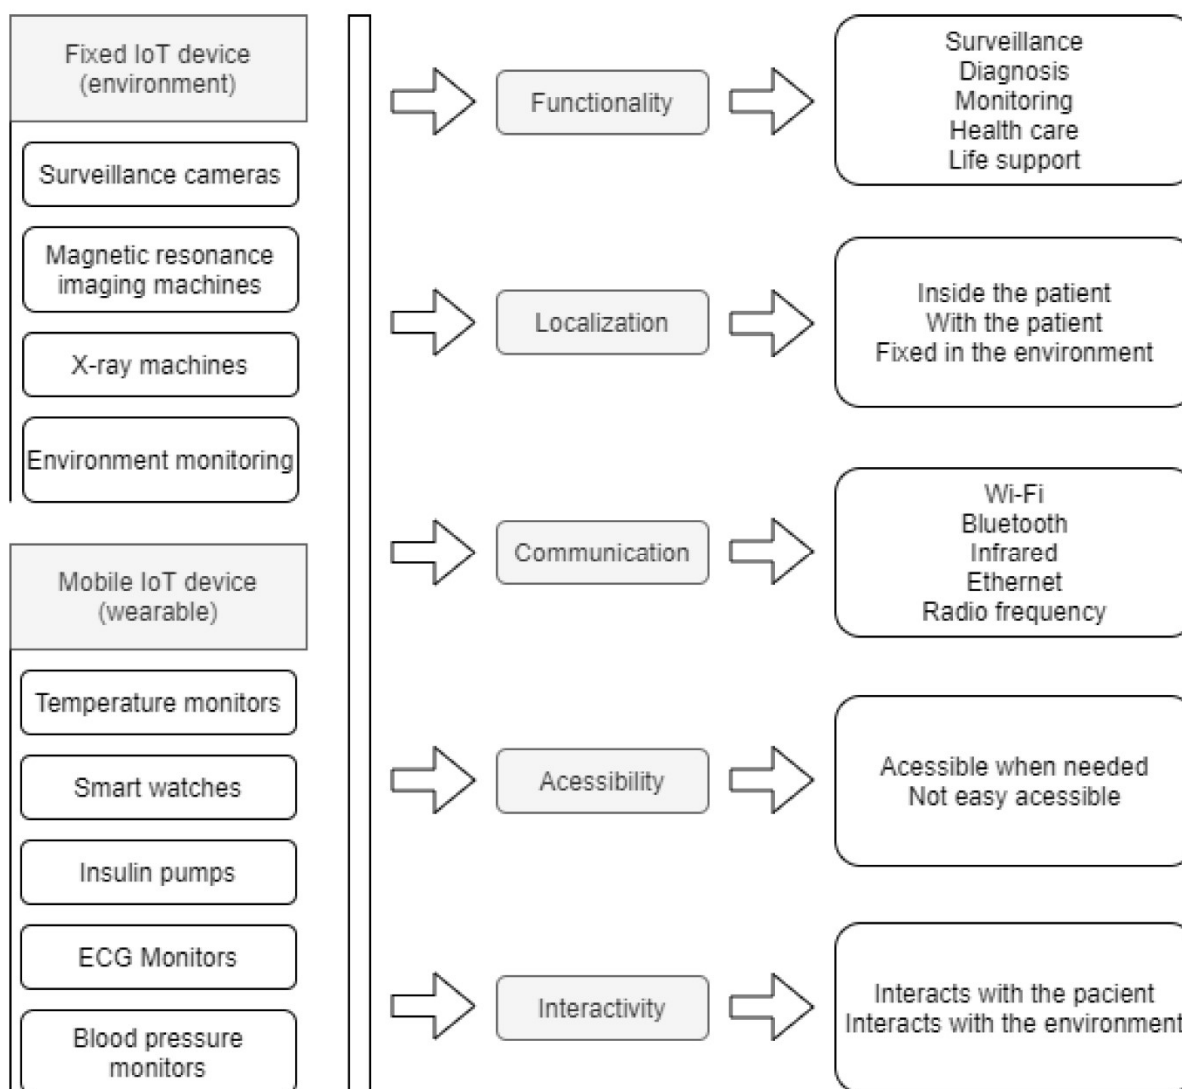 Fixed IoT device
(environment)
Surveillance cameras
Magnetic resonance
imaging machines
X-ray machines
Environment monitoring
Mobile IoT device
(wearable)
Temperature monitors
Smart watches
Insulin pumps
ECG Monitors
Blood pressure
monitors
Functionality
Surveillance
Diagnosis
Monitoring
Health care
Life support
Localization
Inside the patient
With the patient
Fixed in the environment
Communication
Wi-Fi
Bluetooth
Infrared
Ethernet
Radio frequency
Acessibility
Acessible when needed
Not easy acessible
Interactivity
Interacts with the pacient
Interacts with the environment